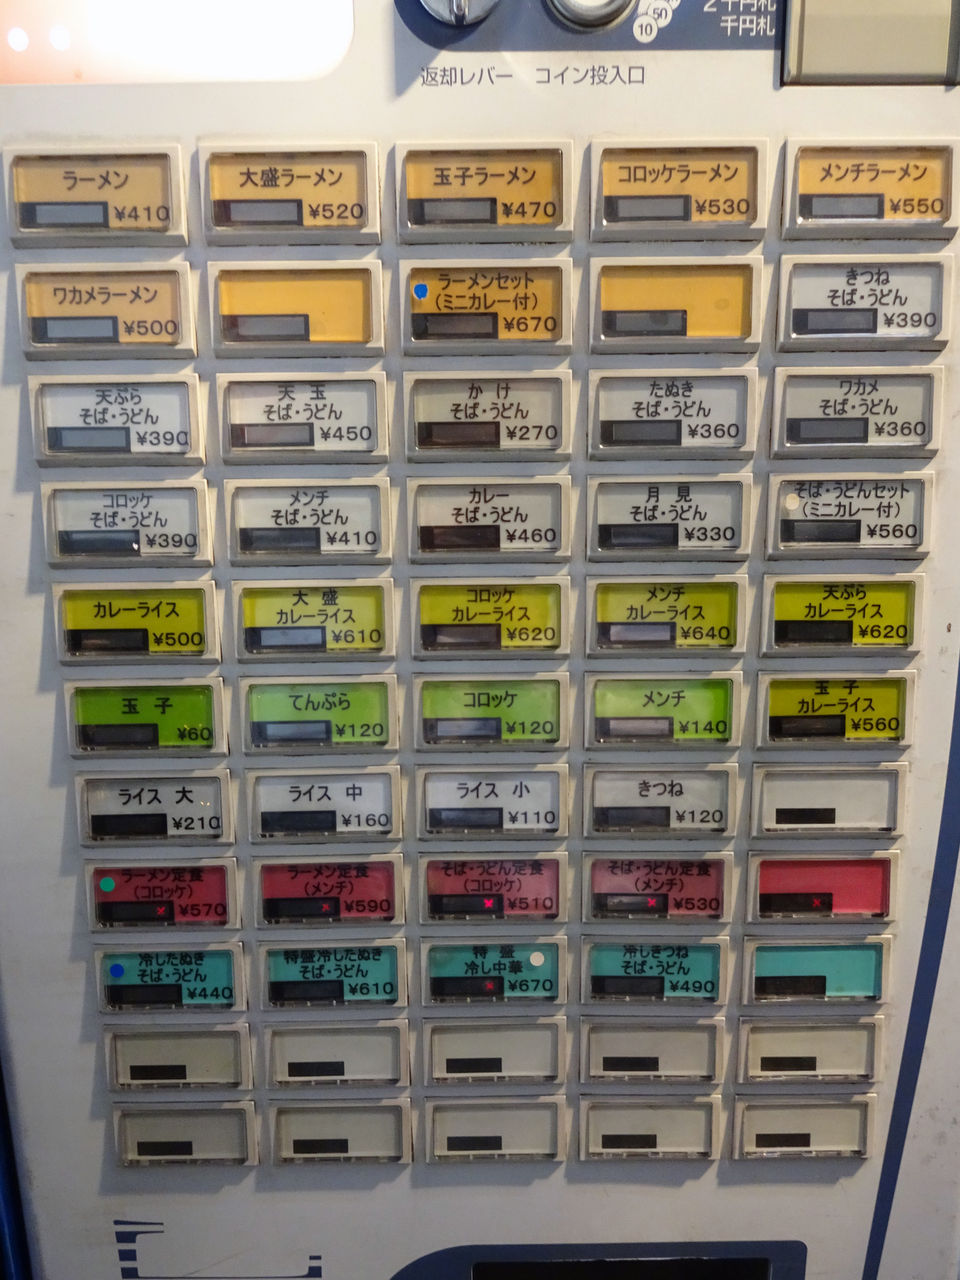 50
10
2千円札
千円札
返却レバー コイン投入口
ラーメン
¥410
大盛ラーメン
¥520
玉子ラーメン
¥470
コロッケラーメン
¥530
メンチラーメン
¥550
ワカメラーメン
¥500
ラーメンセット
(ミニカレー付)
¥670
きつね
そば・うどん
¥390
天ぷら
そば・うどん
¥390
天 玉
そば・うどん
¥450
か け
そば・うどん
¥270
たぬき
そば・うどん
¥360
ワカメ
そば・うどん
¥360
コロッケ
そば・うどん
¥390
メンチ
そば・うどん
¥410
カレー
そば・うどん
¥460
月 見
そば・うどん
¥330
そば・うどんセット
(ミニカレー付)
¥560
カレーライス
¥500
大 盛
カレーライス
¥610
コロッケ
カレーライス
¥620
メンチ
カレーライス
¥640
天ぷら
カレーライス
¥620
玉 子
¥60
てんぷら
¥120
コロッケ
¥120
メンチ
¥140
玉 子
カレーライス
¥560
ライス 大
¥210
ライス 中
¥160
ライス 小
¥110
きつね
¥120
ラーメン定食
(コロッケ)
×
¥570
ラーメン定食
(メンチ)
×
¥590
そば・うどん定食
(コロッケ)
×
¥510
そば・うどん定食
(メンチ)
×
¥530
×
冷したぬき
そば・うどん
¥440
特盛冷したぬき
そば・うどん
¥610
特 盛
冷し中華
×
¥670
冷しきつね
そば・うどん
¥490